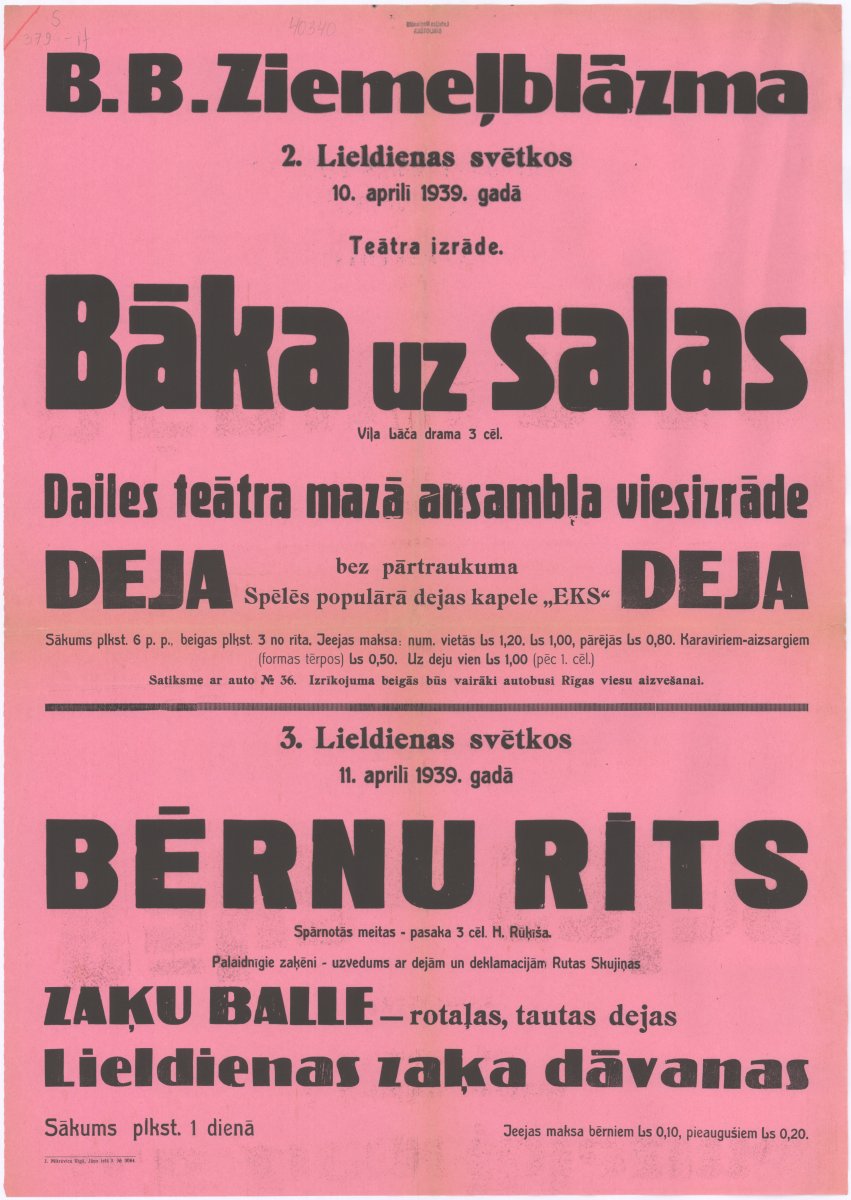 5
379
40340
B. B. Ziemeļblāzma
2. Lieldienas svētkos
10. aprilī 1939. gadā
Teātra izrāde.
Bāka uz salas
Viļa Lāča drama 3 cēl.
Dailes teātra mazā ansambļa viesizrāde
DEJA bez pārtraukuma DEJA
Spēlēs populārā dejas kapele „EKS“
Sākums plkst. 6 p. p., beigas plkst. 3 no rīta. Jeejas maksa: num. vietās Ls 1,20. Ls 1,00, pārējās Ls 0,80. Karavīriem-aizsargiem
(formas tērpos) Ls 0,50. Uz deju vien Ls 1,00 (pēc 1. cēl.)
Satiksme ar auto № 36. Izrīkojuma beigās būs vairāki autobusi Rīgas viesu aizvešanai.
3. Lieldienas svētkos
11. aprilī 1939. gadā
BĒRNU RĪTS
Spārnotās meitas - pasaka 3 cēl. H. Rūķīša.
Palaidnīgie zaķēni - uzvedums ar dejām un deklamacijām Rutas Skujiņas
ZAĶU BALLE — rotaļas, tautas dejas
Lieldienas zaķa dāvanas
Sākums plkst. 1 dienā
Jeejas maksa bērniem Ls 0,10, pieaugušiem Ls 0,20.